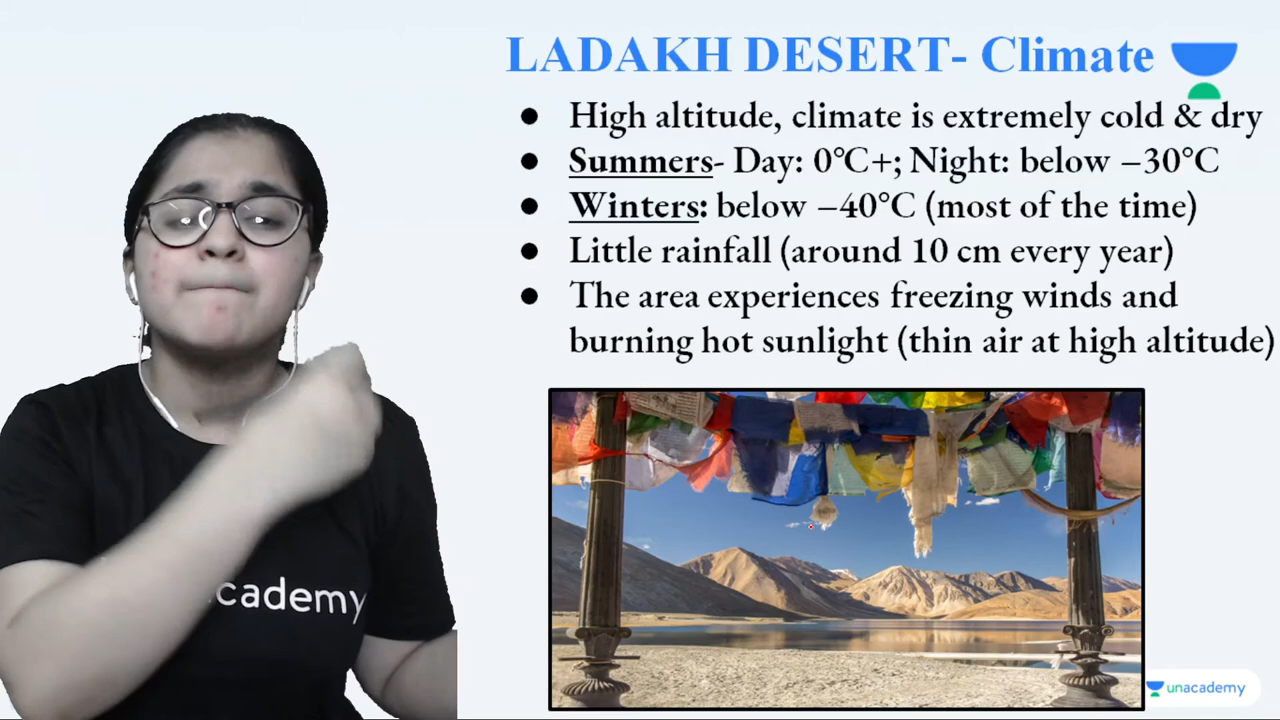 LADAKH DESERT- Climate
● High altitude, climate is extremely cold & dry
● Summers- Day: 0℃+; Night: below –30°C
● Winters: below –40°C (most of the time)
● Little rainfall (around 10 cm every year)
● The area experiences freezing winds and
burning hot sunlight (thin air at high altitude)
cademy
unacademy